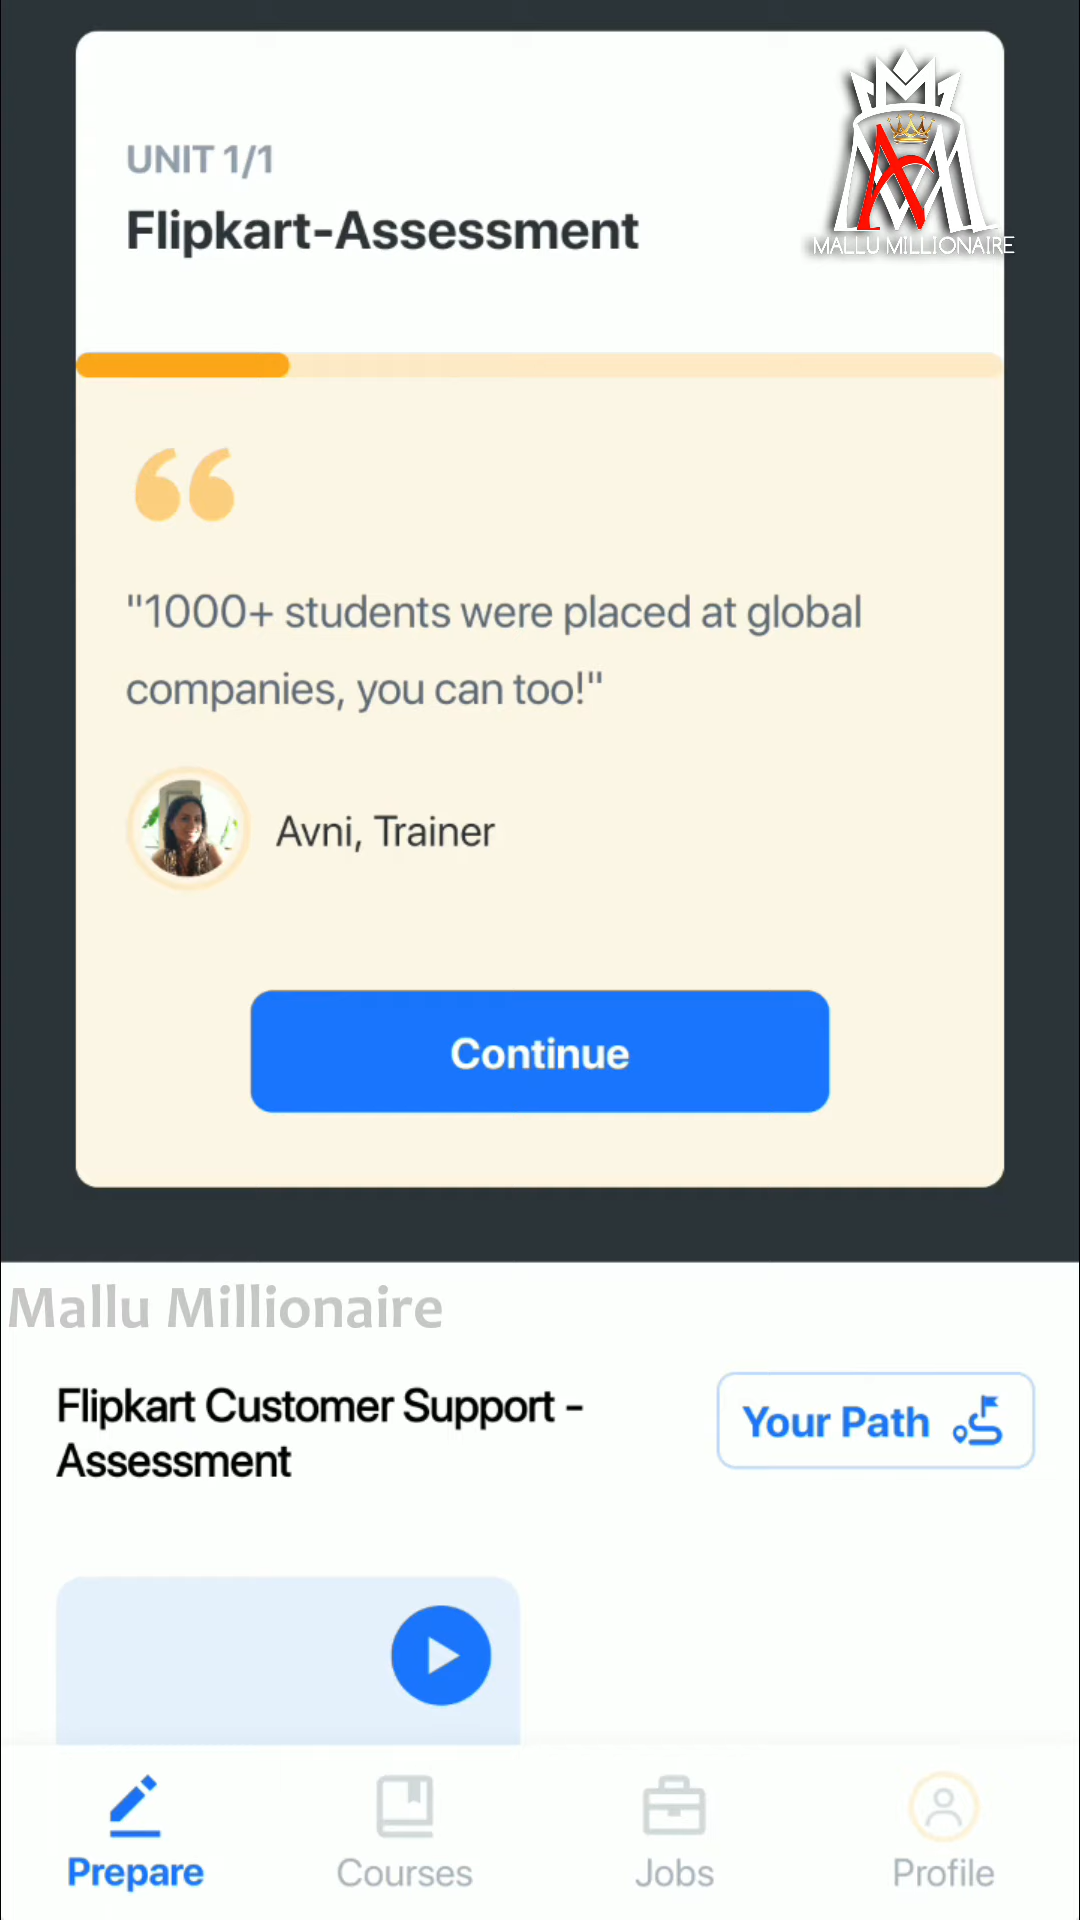 MALLU MILLIONAIRE
UNIT 1/1
Flipkart-Assessment
"1000+ students were placed at global
companies, you can too!"
Avni, Trainer
Continue
Mallu Millionaire
Flipkart Customer Support -
Assessment
Your Path
Prepare
Courses
Jobs
Profile